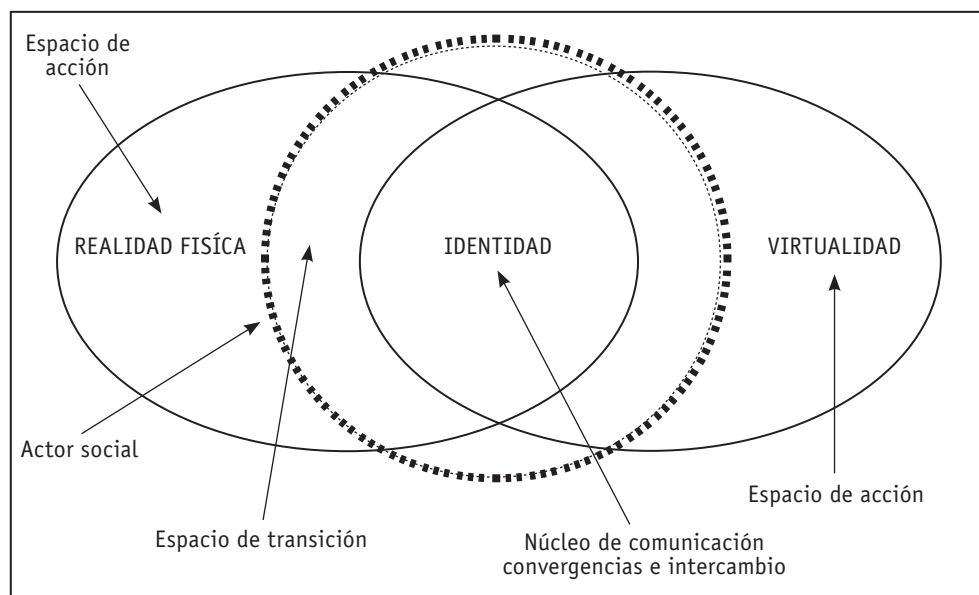 Espacio de
acción
REALIDAD FISÍCA
IDENTIDAD
VIRTUALIDAD
Actor social
Espacio de acción
Espacio de transición
Núcleo de comunicación
convergencias e intercambio